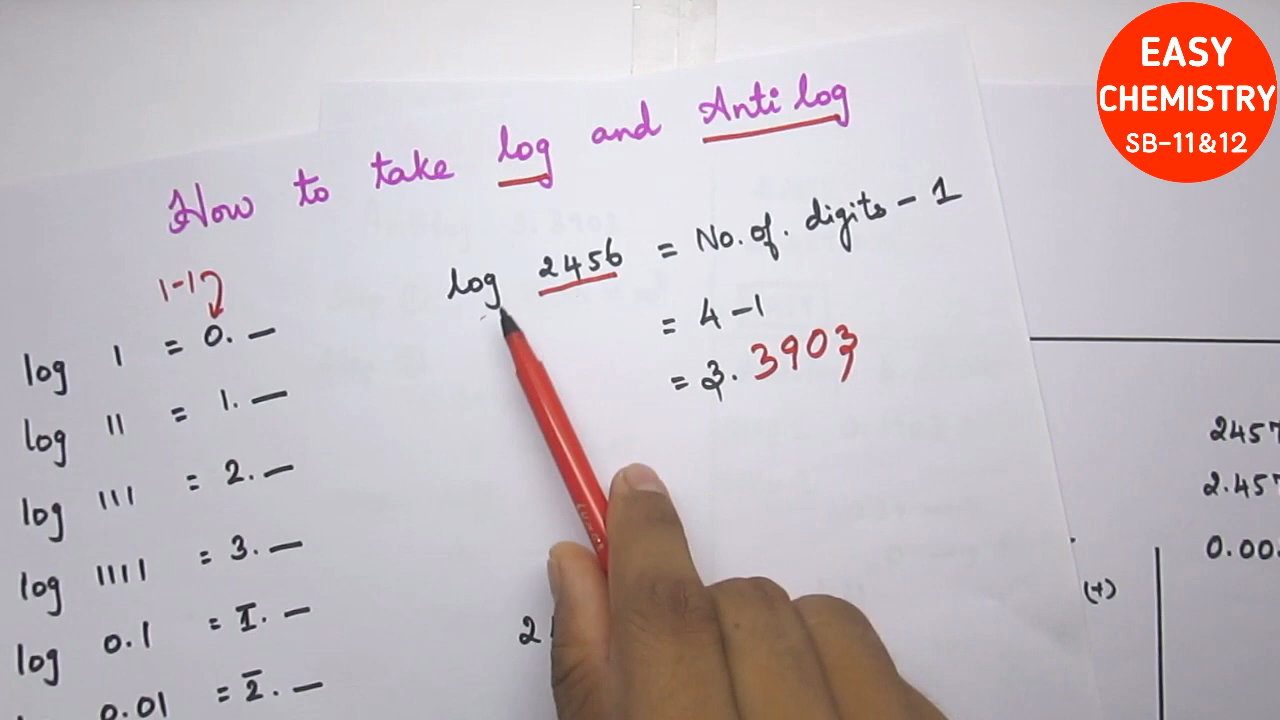 EASY
CHEMISTRY
SB-11&12
How to take log and Anti log
log 2456 = No. of. digits - 1
= 4 - 1
= 3. 3903
1-1
log 1 = 0. —
log 11 = 1. —
log 111 = 2. —
log 1111 = 3. —
log 0.1 = 1̅. —
0.01 = 2̅. —
2457
2.457
0.00
(+)
2